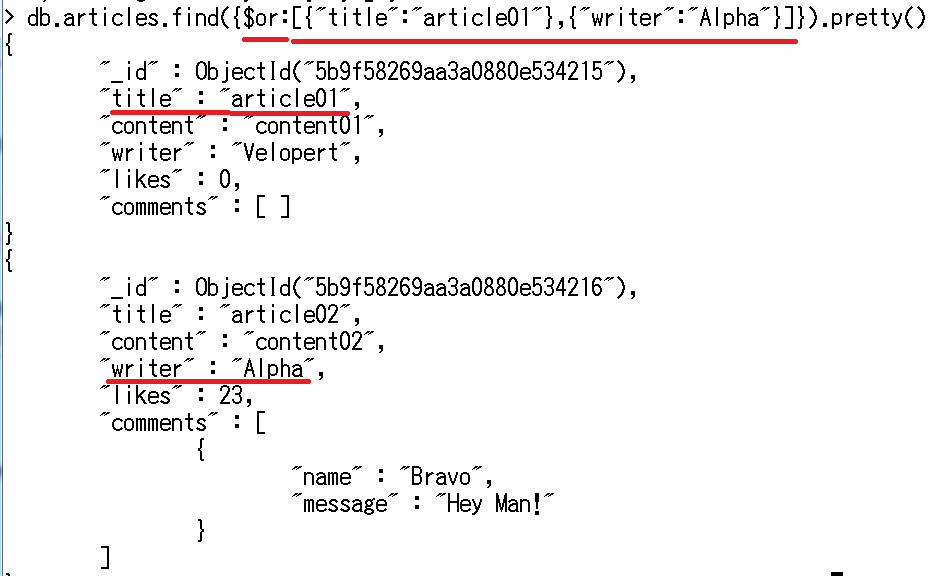 > db.articles.find({$or:[{"title":"article01"},{"writer":"Alpha"}]}).pretty()
{
"_id" : ObjectId("5b9f58269aa3a0880e534215"),
"title" : "article01",
"content" : "content01",
"writer" : "Velopert",
"likes" : 0,
"comments" : [ ]
}
{
"_id" : ObjectId("5b9f58269aa3a0880e534216"),
"title" : "article02",
"content" : "content02",
"writer" : "Alpha",
"likes" : 23,
"comments" : [
{
"name" : "Bravo",
"message" : "Hey Man!"
}
]